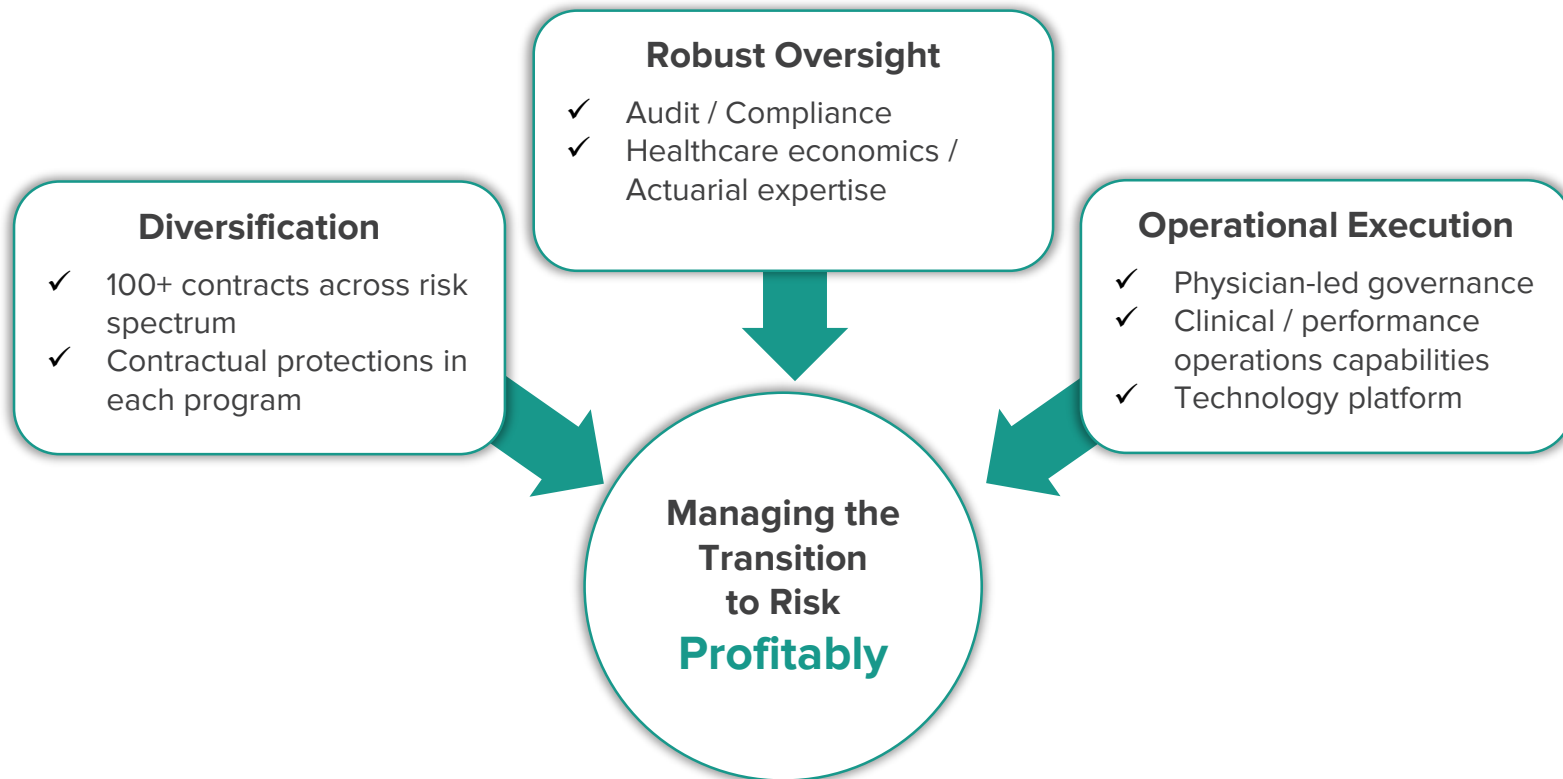 Robust Oversight
✓ Audit / Compliance
✓ Healthcare economics /
Actuarial expertise
Diversification
✓ 100+ contracts across risk
spectrum
✓ Contractual protections in
each program
Operational Execution
✓ Physician-led governance
✓ Clinical / performance
operations capabilities
✓ Technology platform
Managing the
Transition
to Risk
Profitably